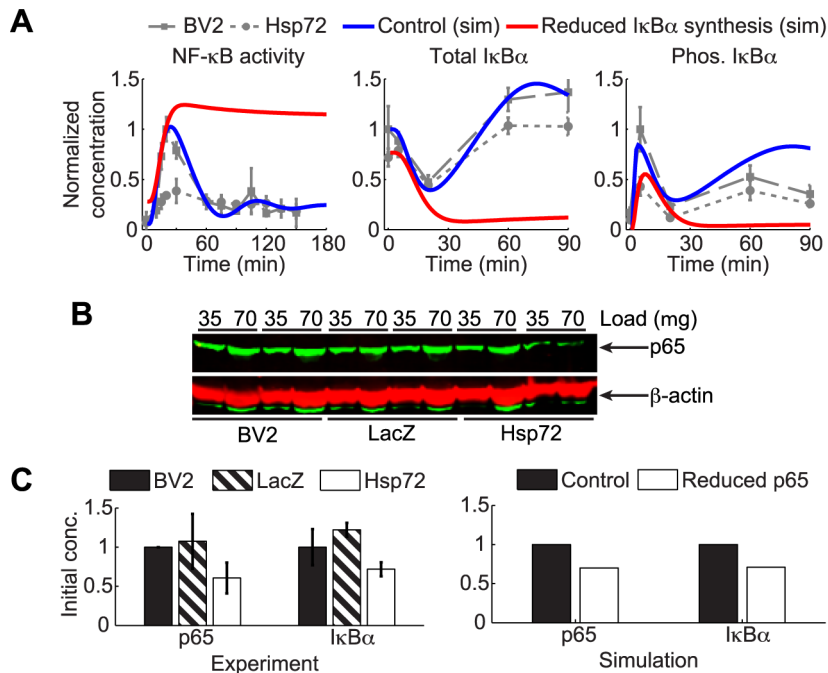 A
BV2 Hsp72 Control (sim) Reduced IκBα synthesis (sim)
NF-κB activity Total IκBα Phos. IκBα
Normalized
concentration
1.5 1.5 1.5
1 1 1
0.5 0.5 0.5
0 0 0
0 60 120 180 0 30 60 90 0 30 60 90
Time (min) Time (min) Time (min)
B
35 70 35 70 35 70 35 70 35 70 35 70 Load (mg)
p65
β-actin
BV2 LacZ Hsp72
C
BV2 LacZ Hsp72 Control Reduced p65
Initial conc.
1.5 1.5
1 1
0.5 0.5
0 0
p65 IκBα p65 IκBα
Experiment Simulation